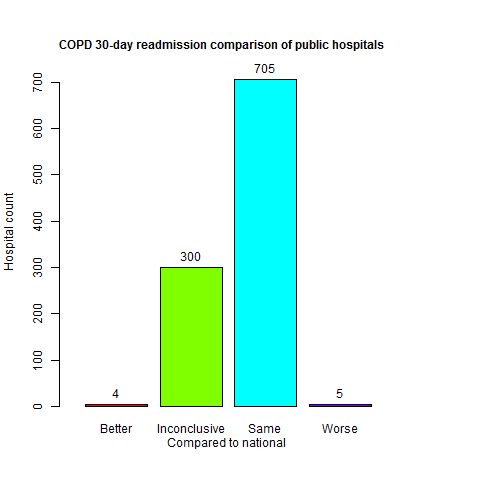 COPD 30-day readmission comparison of public hospitals
705
700
600
500
400
300
200
100
0
Hospital count
300
4
5
Better
Inconclusive
Same
Worse
Compared to national